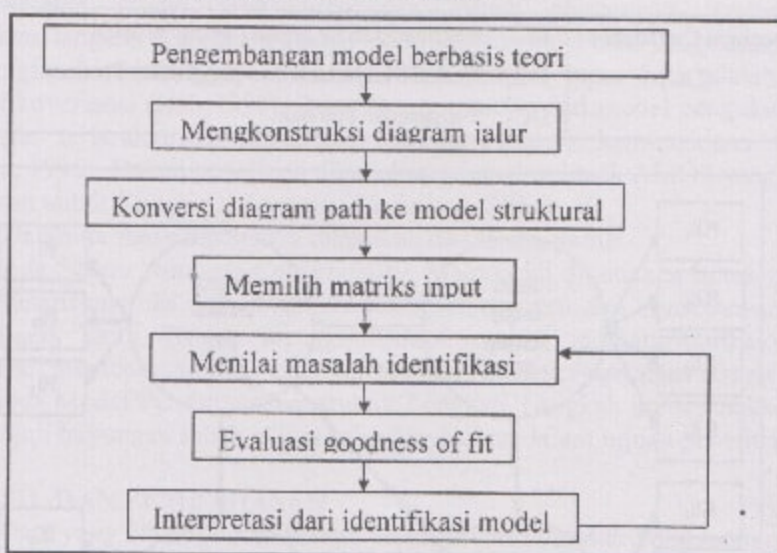 Pengembangan model berbasis teori
Mengkonstruksi diagram jalur
Konversi diagram path ke model struktural
Memilih matriks input
Menilai masalah identifikasi
Evaluasi goodness of fit
Interpretasi dari identifikasi model